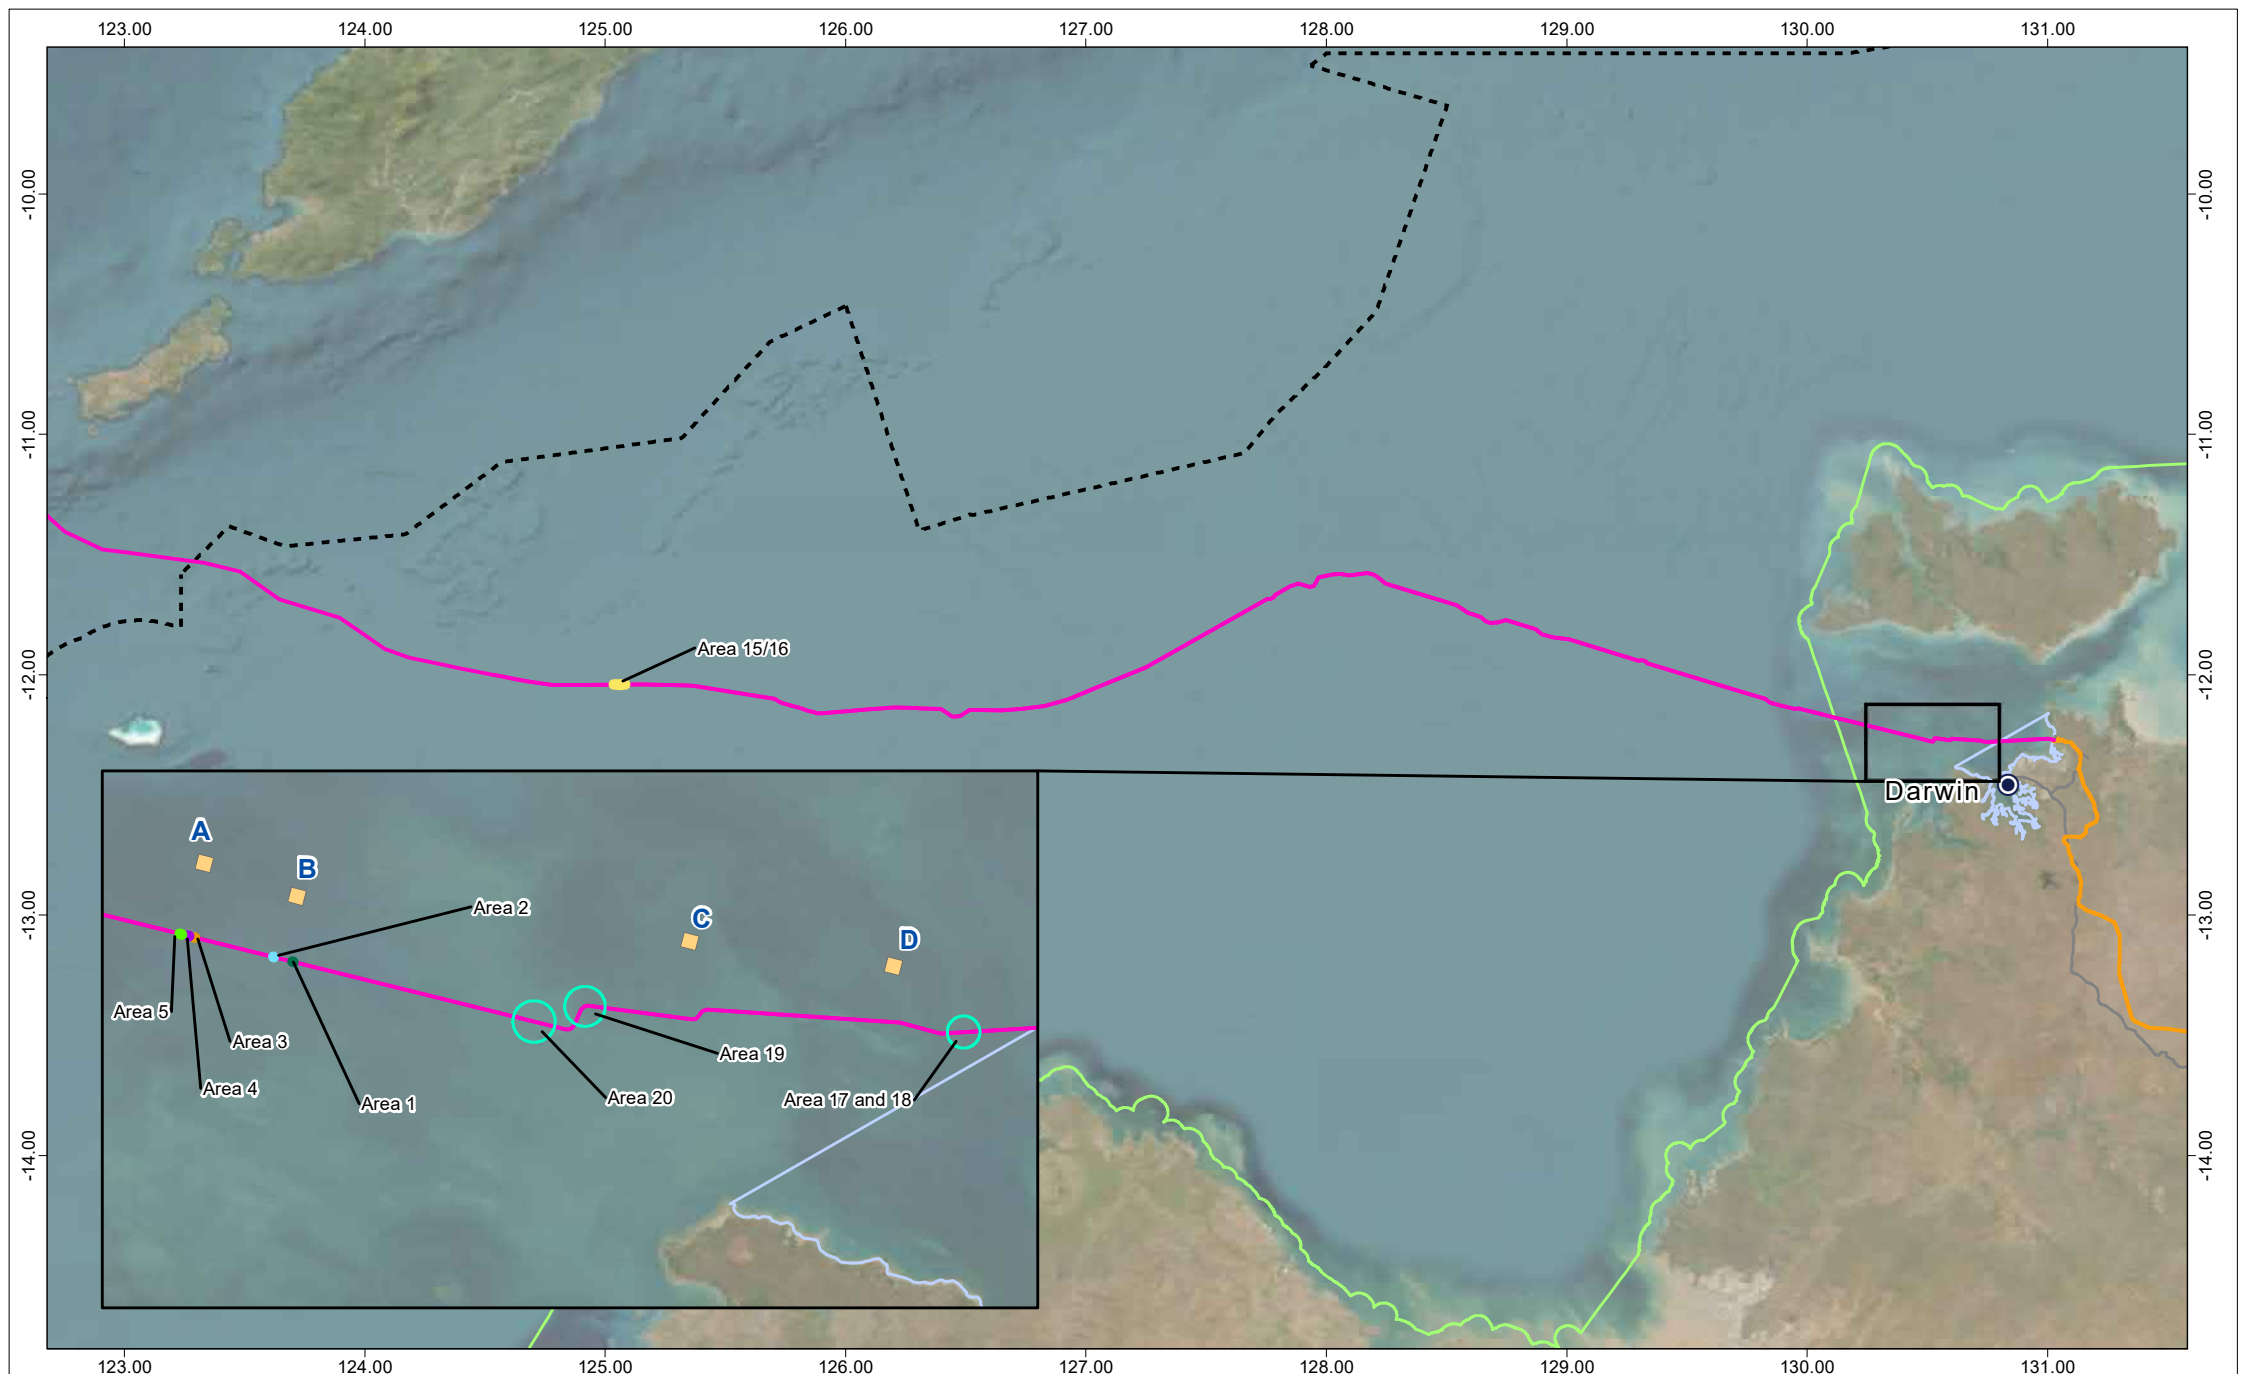 123.00 124.00 125.00 126.00 127.00 128.00 129.00 130.00 131.00
-10.00 -10.00
-11.00 -11.00
Area 15/16
-12.00 -12.00
Darwin
A
B
Area 2
C
-13.00 -13.00
D
Area 5
Area 3
Area 19
Area 4
Area 20
Area 17 and 18
Area 1
-14.00 -14.00
123.00 124.00 125.00 126.00 127.00 128.00 129.00 130.00 131.00